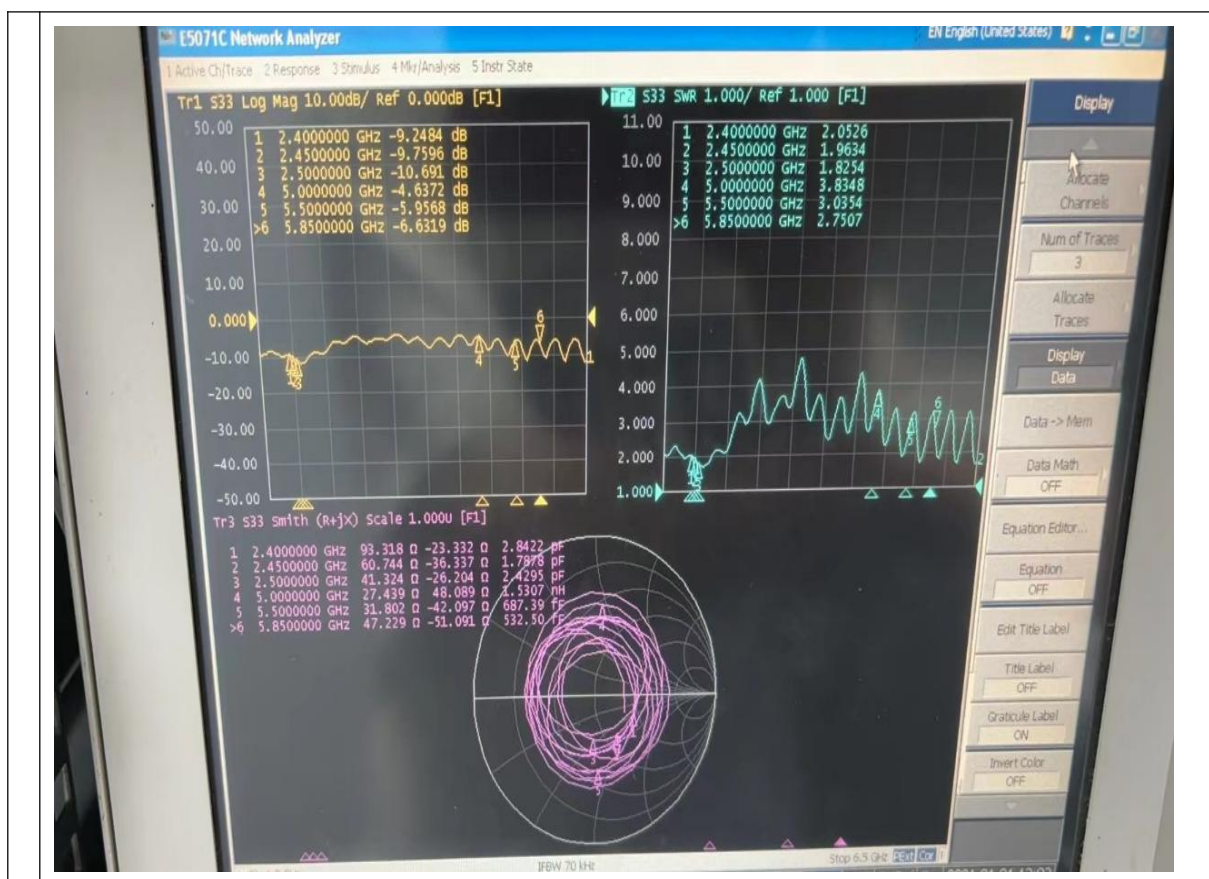 E5071C Network Analyzer
EN English (United States)
1 Active Ch/Trace 2 Response 3 Stimulus 4 Mkr/Analysis 5 Instr State
Tr1 S33 Log Mag 10.00dB/ Ref 0.000dB [F1]
50.00
40.00
30.00
20.00
10.00
0.000
-10.00
-20.00
-30.00
-40.00
-50.00
1 2.4000000 GHz -9.2484 dB
2 2.4500000 GHz -9.7596 dB
3 2.5000000 GHz -10.691 dB
4 5.0000000 GHz -4.6372 dB
5 5.5000000 GHz -5.9568 dB
>6 5.8500000 GHz -6.6319 dB
6
4
5
1
Tr2 S33 SWR 1.000/ Ref 1.000 [F1]
11.00
10.00
9.000
8.000
7.000
6.000
5.000
4.000
3.000
2.000
1.000
1 2.4000000 GHz 2.0526
2 2.4500000 GHz 1.9634
3 2.5000000 GHz 1.8254
4 5.0000000 GHz 3.8348
5 5.5000000 GHz 3.0354
>6 5.8500000 GHz 2.7507
6
4
5
2
Tr3 S33 Smith (R+jX) Scale 1.000U [F1]
1 2.4000000 GHz 93.318 Ω -23.332 Ω 2.8422 pF
2 2.4500000 GHz 60.744 Ω -36.337 Ω 1.7878 pF
3 2.5000000 GHz 41.324 Ω -26.204 Ω 2.4295 pF
4 5.0000000 GHz 27.439 Ω 48.089 Ω 1.5307 nH
5 5.5000000 GHz 31.802 Ω -42.097 Ω 687.39 fF
>6 5.8500000 GHz 47.229 Ω -51.091 Ω 532.50 fF
IFBW 70 kHz
Stop 6.5 GHz PExt Cor !
Display
Allocate
Channels
Num of Traces
3
Allocate
Traces
Display
Data
Data -> Mem
Data Math
OFF
Equation Editor...
Equation
OFF
Edit Title Label
Title Label
OFF
Graticule Label
ON
Invert Color
OFF